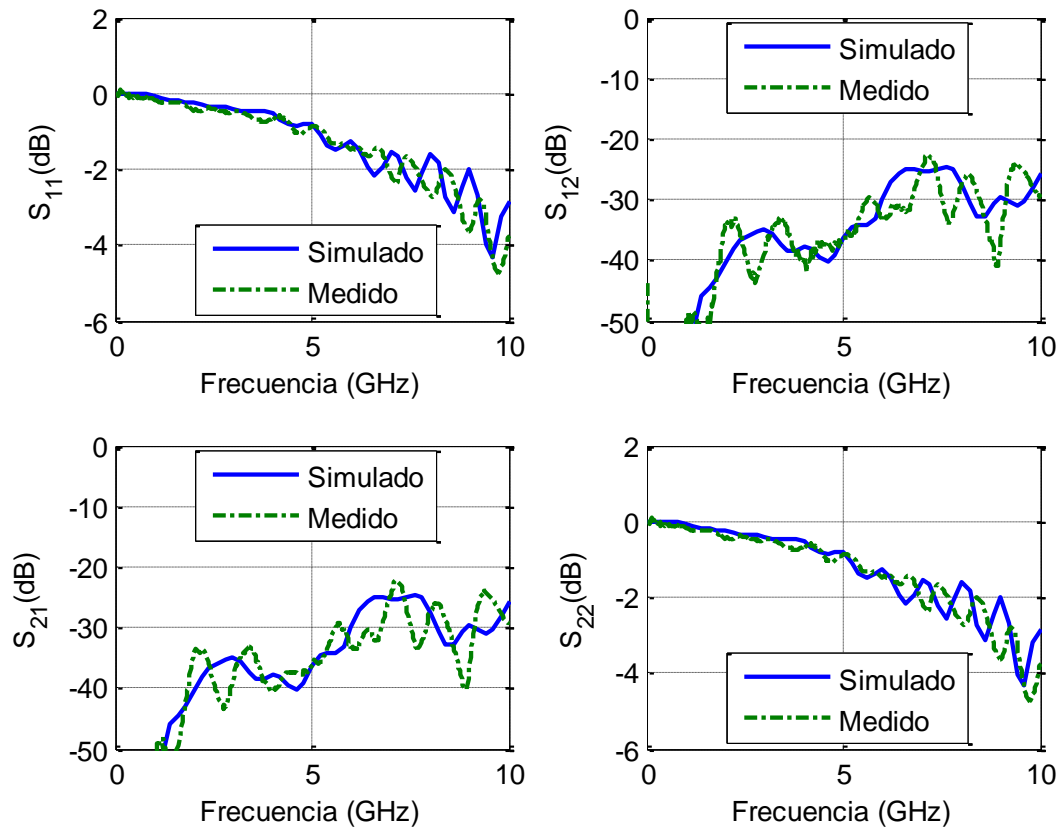 2
0
-2
-4
-6
S11(dB)
Simulado
Medido
0
5
10
Frecuencia (GHz)
0
-10
-20
-30
-40
-50
S12(dB)
Simulado
Medido
0
5
10
Frecuencia (GHz)
0
-10
-20
-30
-40
-50
S21(dB)
Simulado
Medido
0
5
10
Frecuencia (GHz)
2
0
-2
-4
-6
S22(dB)
Simulado
Medido
0
5
10
Frecuencia (GHz)